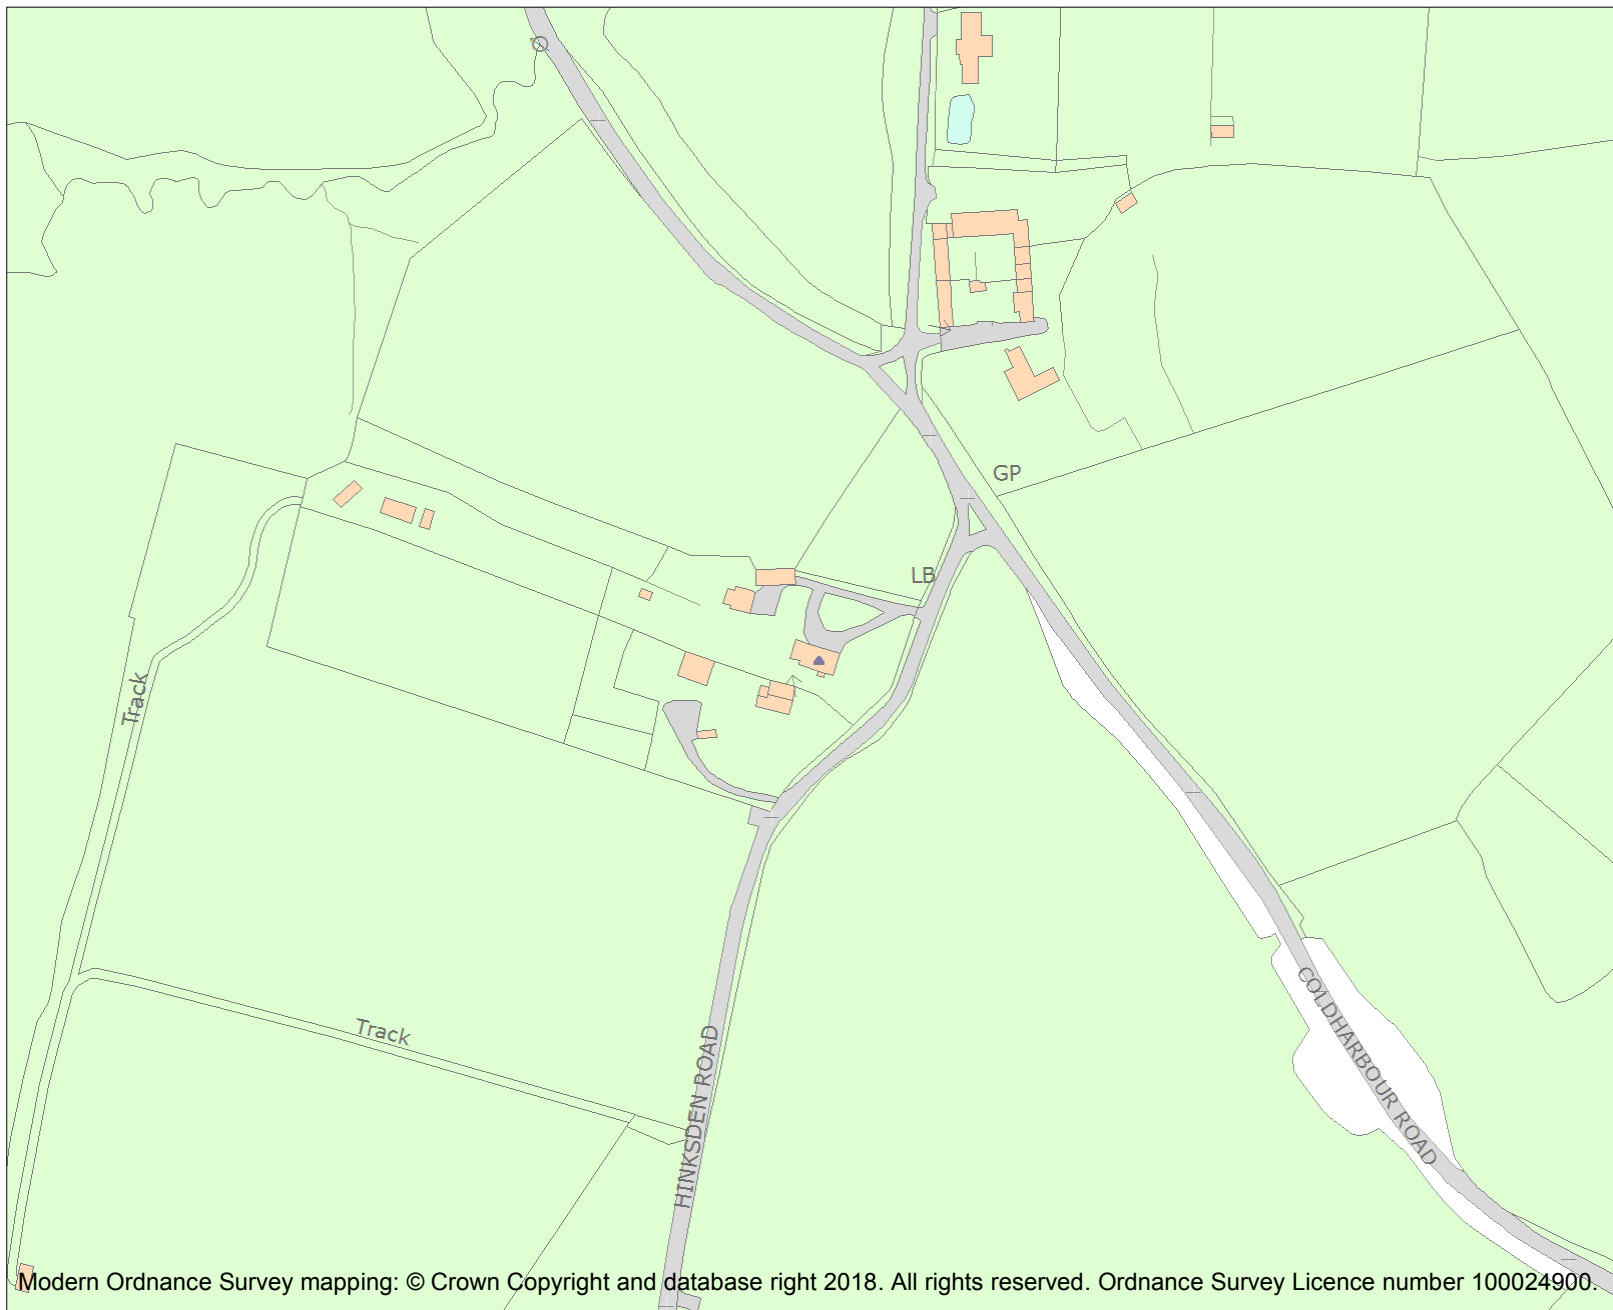 GP
LB
Track
Track
COLDHARBOUR ROAD
HINKSDEN ROAD
Modern Ordnance Survey mapping: © Crown Copyright and database right 2018. All rights reserved. Ordnance Survey Licence number 100024900.